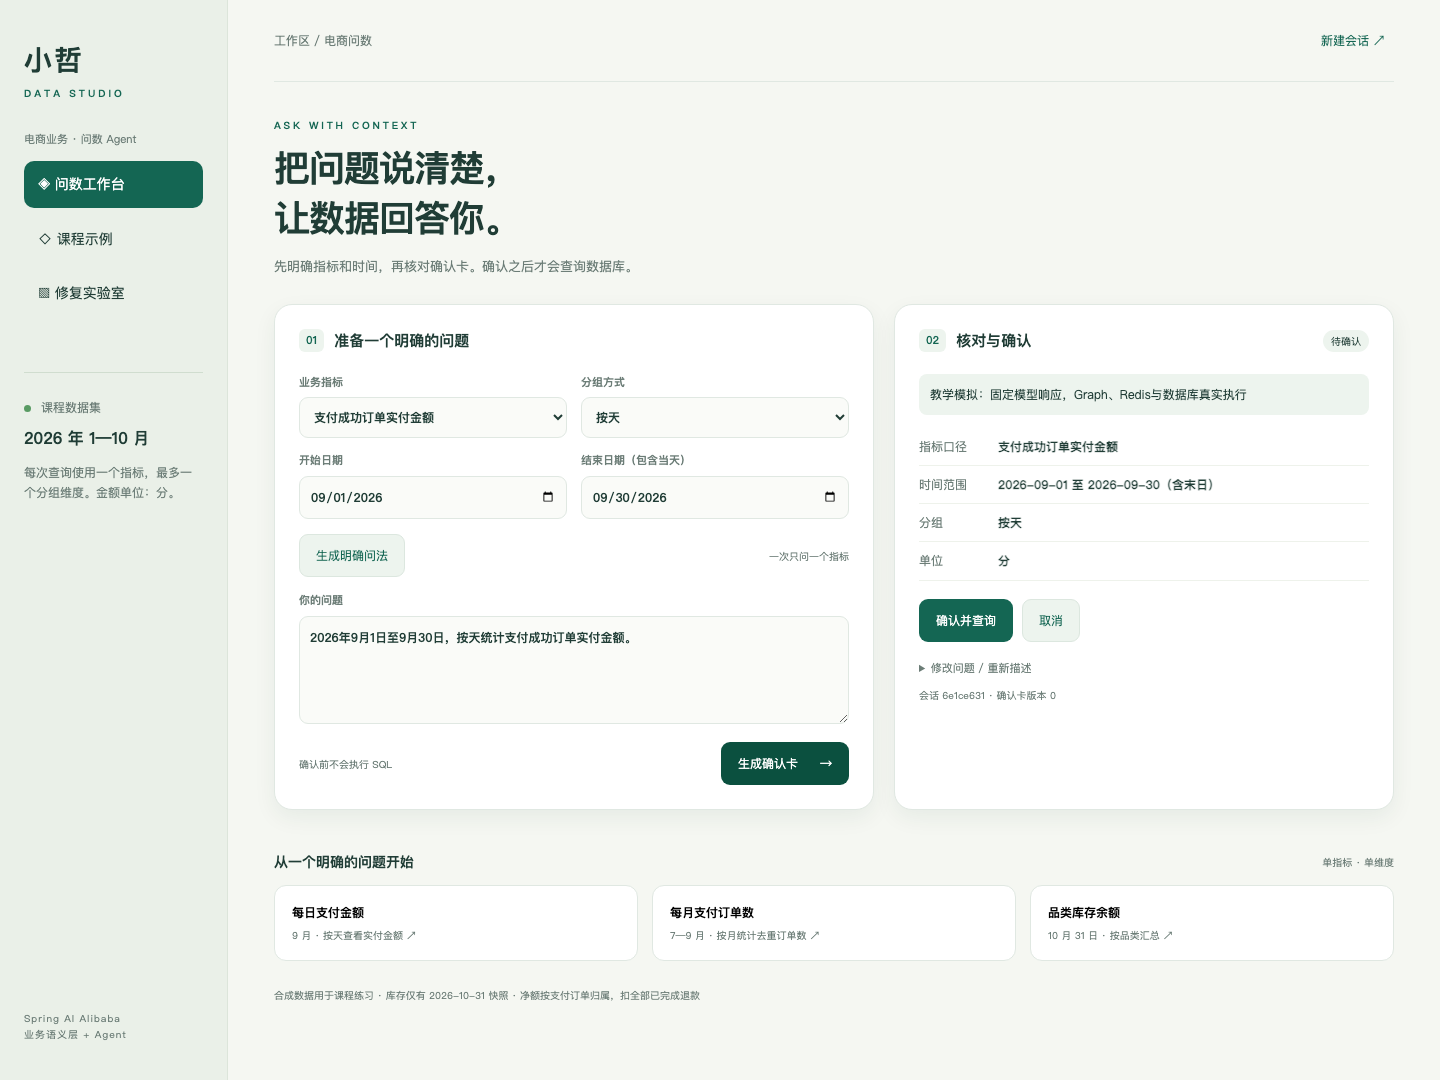 小哲
DATA STUDIO
电商业务 · 问数 Agent
◈ 问数工作台
◇ 课程示例
▧ 修复实验室
课程数据集
2026 年 1—10 月
每次查询使用一个指标，最多一
个分组维度。金额单位：分。
Spring AI Alibaba
业务语义层 + Agent
工作区 / 电商问数
新建会话 ↗
ASK WITH CONTEXT
把问题说清楚，
让数据回答你。
先明确指标和时间，再核对确认卡。确认之后才会查询数据库。
01 准备一个明确的问题
业务指标
分组方式
支付成功订单实付金额
按天
开始日期
结束日期（包含当天）
09/01/2026
09/30/2026
生成明确问法
一次只问一个指标
你的问题
2026年9月1日至9月30日，按天统计支付成功订单实付金额。
确认前不会执行 SQL
生成确认卡 →
02 核对与确认
待确认
教学模拟：固定模型响应，Graph、Redis与数据库真实执行
指标口径 支付成功订单实付金额
时间范围 2026-09-01 至 2026-09-30（含末日）
分组 按天
单位 分
确认并查询
取消
▶ 修改问题 / 重新描述
会话 6e1ce631 · 确认卡版本 0
从一个明确的问题开始
单指标 · 单维度
每日支付金额
9 月 · 按天查看实付金额 ↗
每月支付订单数
7—9 月 · 按月统计去重订单数 ↗
品类库存余额
10 月 31 日 · 按品类汇总 ↗
合成数据用于课程练习 · 库存仅有 2026-10-31 快照 · 净额按支付订单归属，扣全部已完成退款